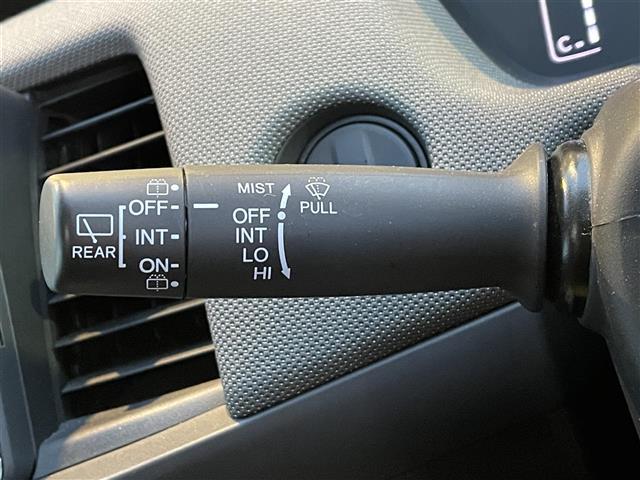 REAR
OFF
INT
ON
MIST
OFF
INT
LO
HI
PULL
C